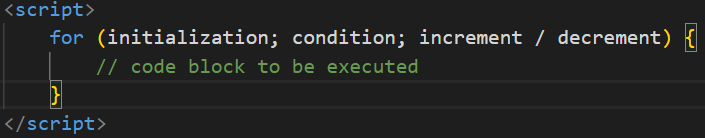 <script>
for (initialization; condition; increment / decrement) {
// code block to be executed
}
</script>